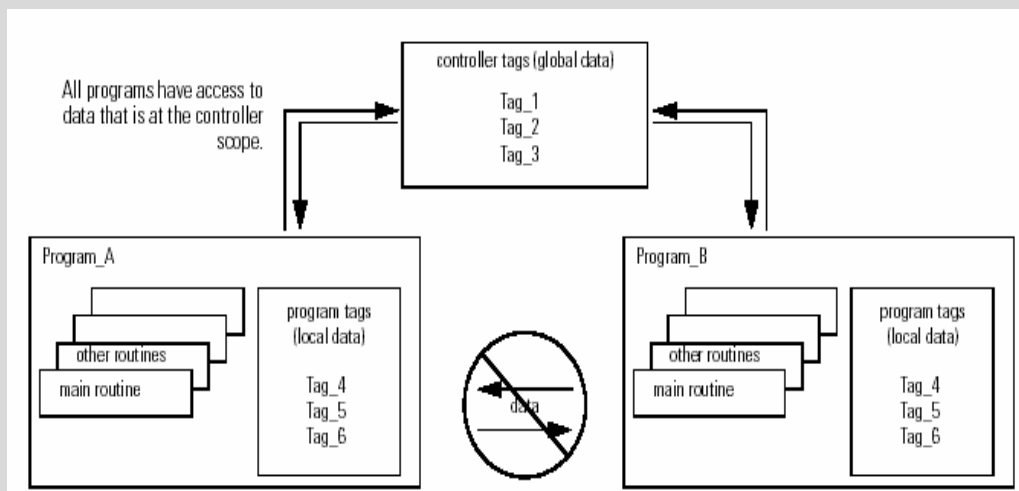 controller tags (global data)
Tag_1
Tag_2
Tag_3
All programs have access to
data that is at the controller
scope.
Program_A
other routines
main routine
program tags
(local data)
Tag_4
Tag_5
Tag_6
data
Program_B
other routines
main routine
program tags
(local data)
Tag_4
Tag_5
Tag_6